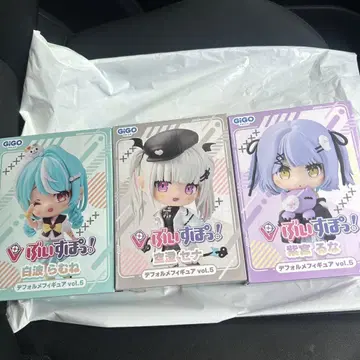 GiGO
ぶいすぽっ!
白波 らむね
デフォルメフィギュア vol.5
GiGO
ぶいすぽっ!
空澄 セナ
デフォルメフィギュア vol.5
GiGO
ぶいすぽっ!
紫宮 るな
デフォルメフィギュア vol.5